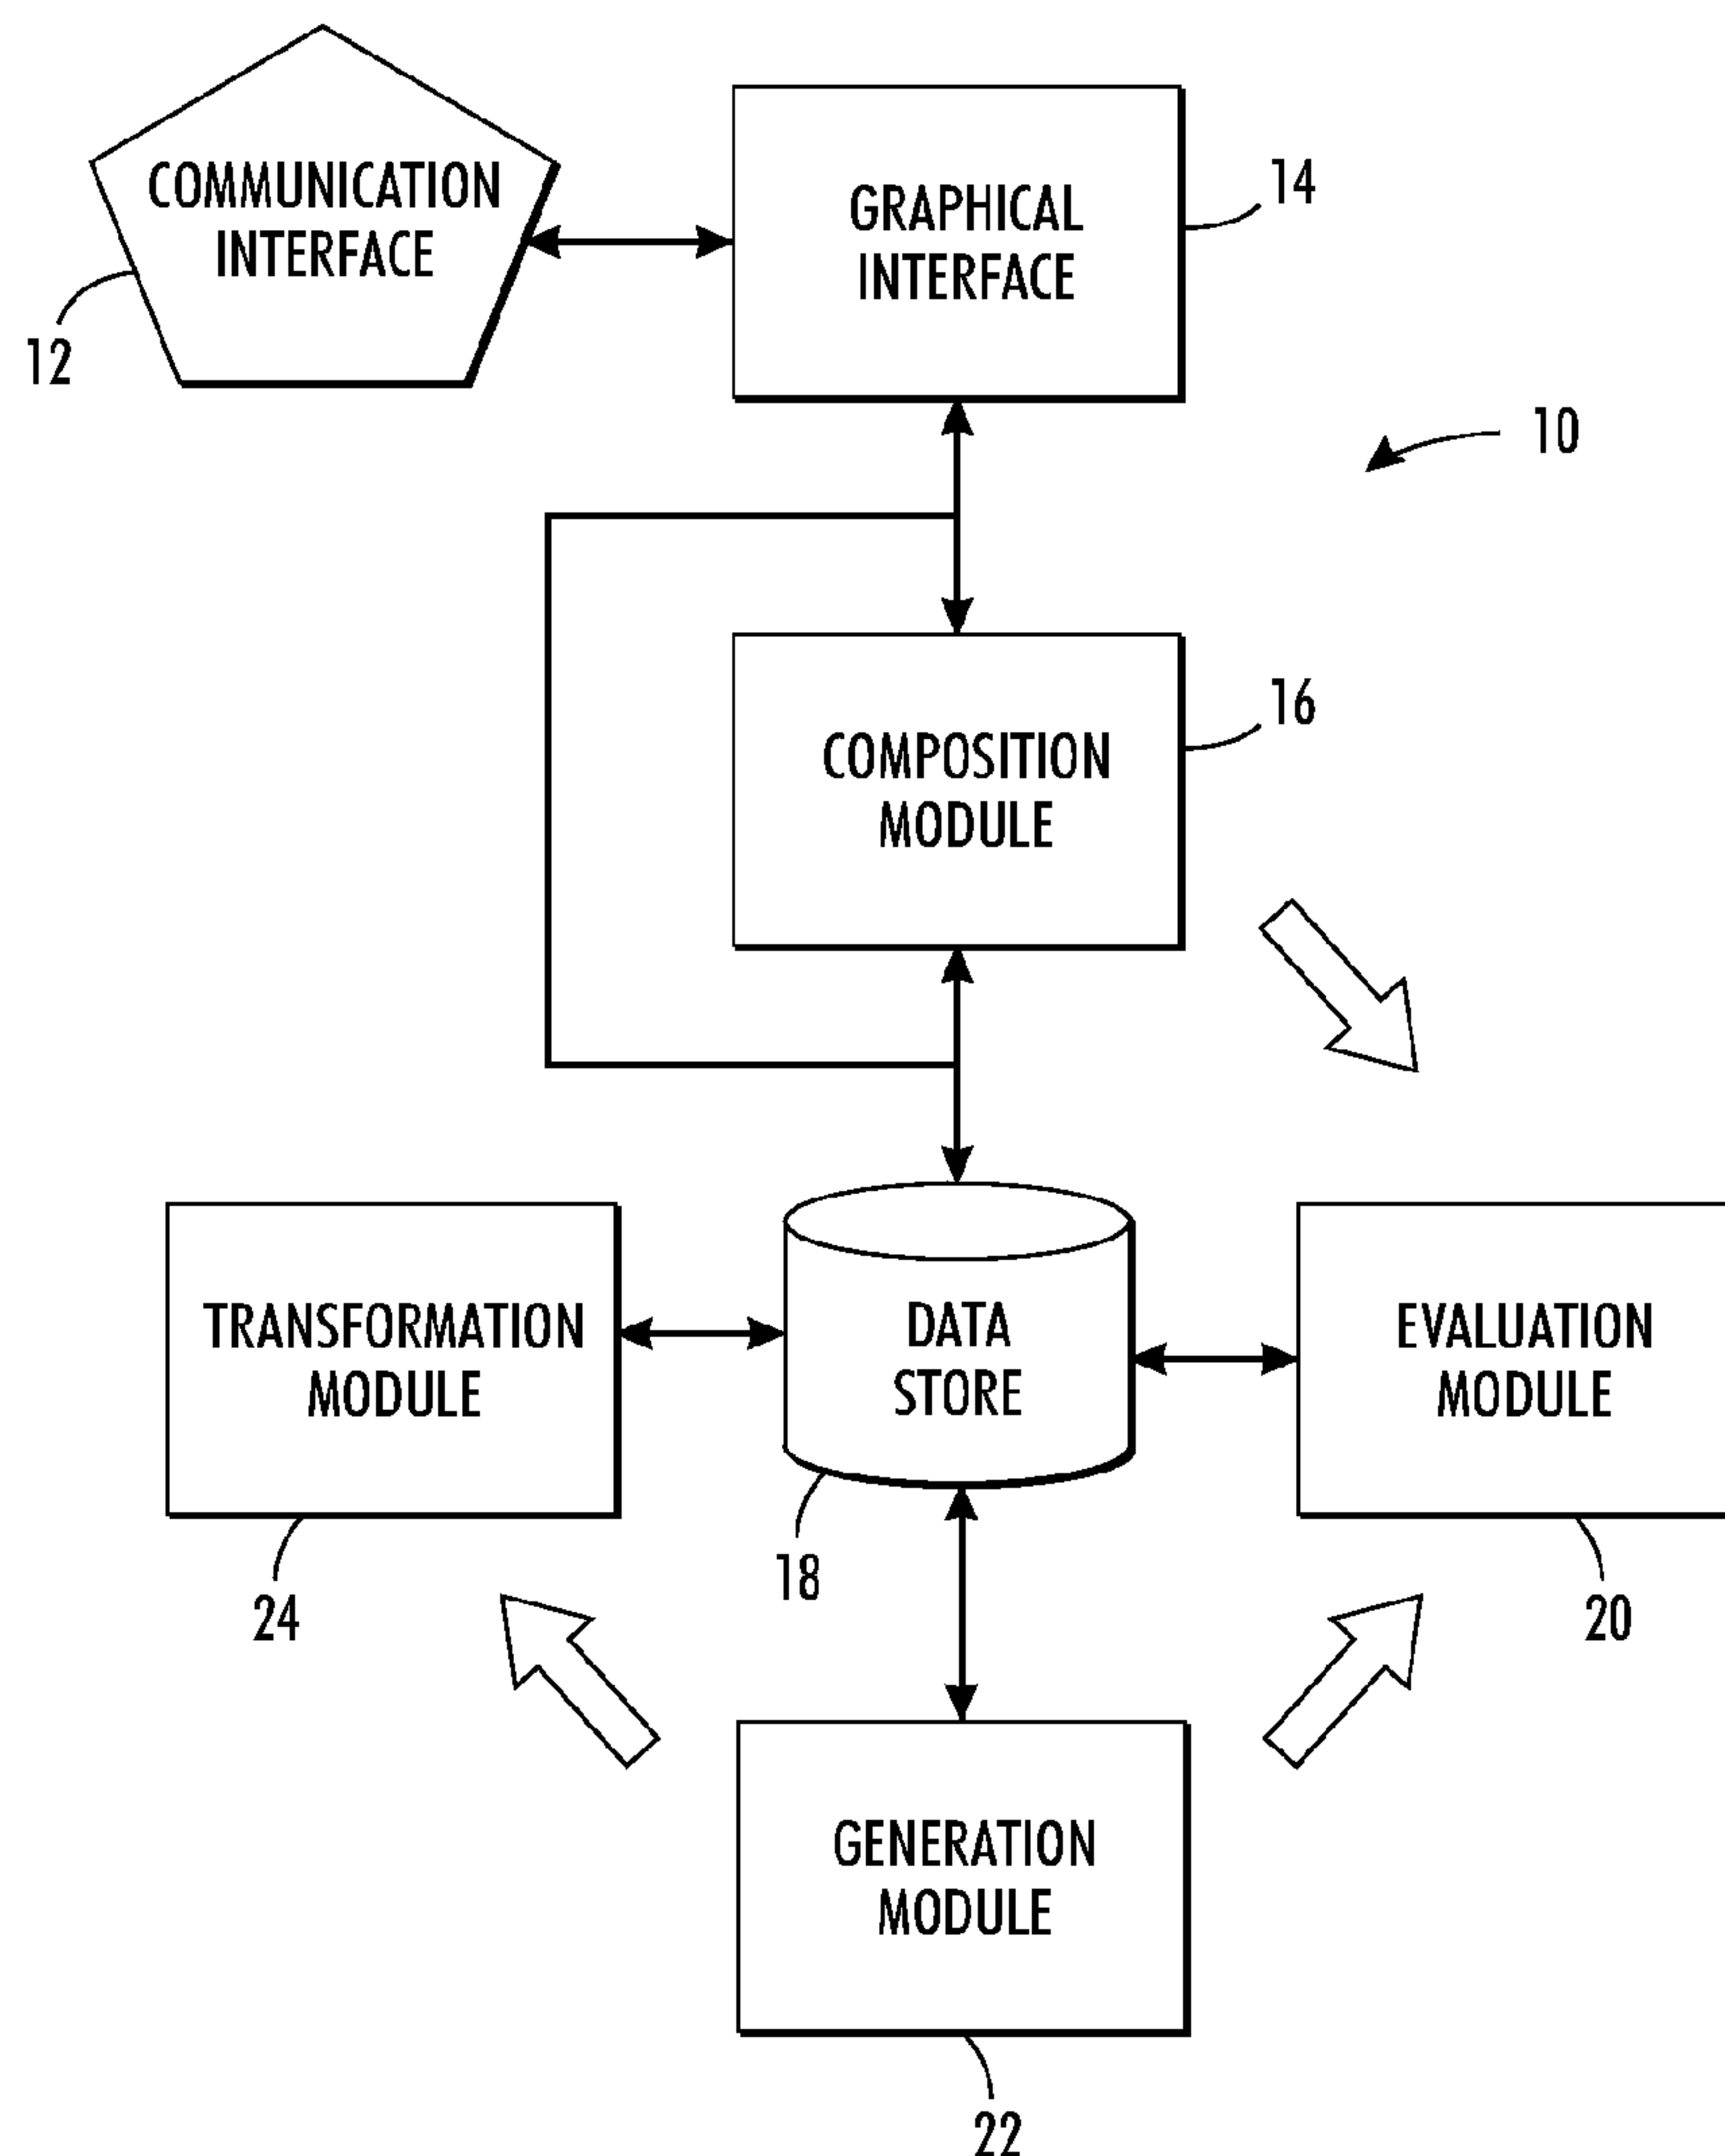 COMMUNICATION
INTERFACE
12
GRAPHICAL
INTERFACE
14
10
COMPOSITION
MODULE
16
TRANSFORMATION
MODULE
24
DATA
STORE
18
EVALUATION
MODULE
20
GENERATION
MODULE
22